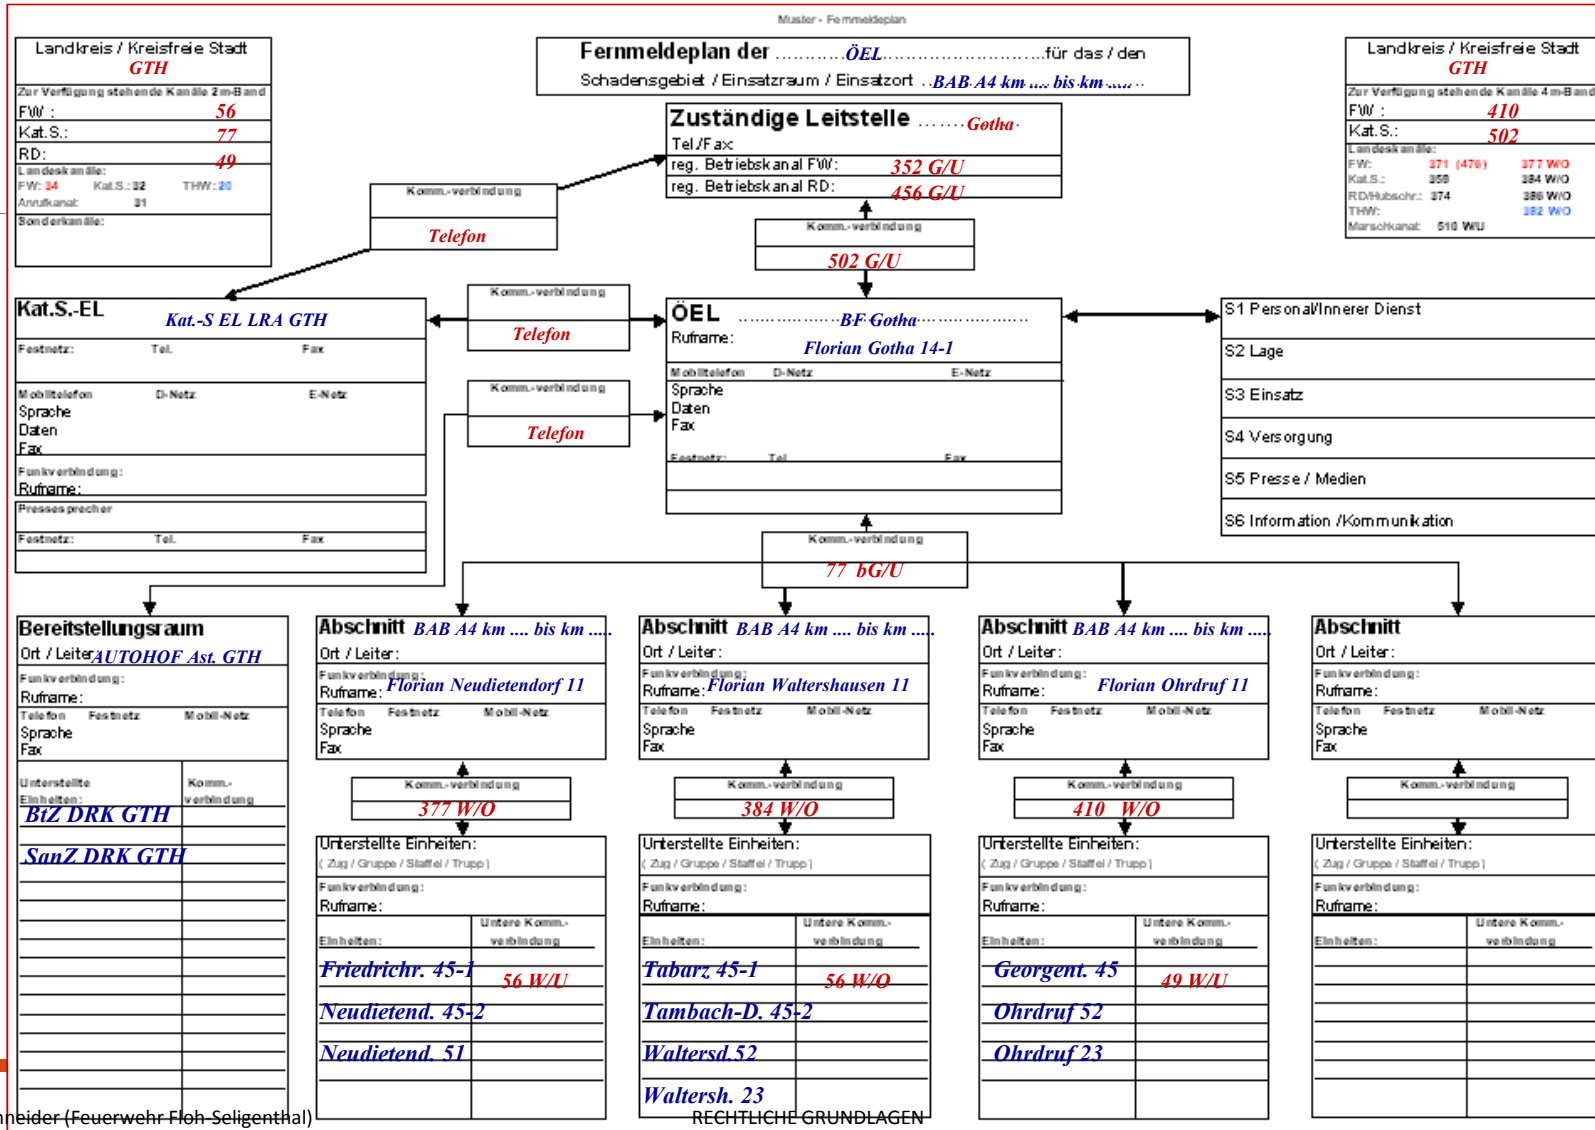 Muster - Fernmeldeplan
Landkreis / Kreisfreie Stadt
GTH
Zur Verfügung stehende Kanäle 2m-Band
FW : 56
Kat.S.: 77
RD: 49
Landeskanäle:
FW: 34 Kat.S.: 32 THW: 20
Anrufkanal: 31
Sonderkanäle:
Fernmeldeplan der ............ÖEL..................................für das / den
Schadensgebiet / Einsatzraum / Einsatzort ..BAB A4 km .... bis km .......
Landkreis / Kreisfreie Stadt
GTH
Zur Verfügung stehende Kanäle 4m-Band
FW : 410
Kat.S.: 502
Landeskanäle:
FW: 371 (476) 377 W/O
Kat.S.: 359 384 W/O
RD/Hubschr.: 374 386 W/O
THW: 382 W/O
Marschkanal: 510 W/U
Zuständige Leitstelle .......Gotha.
Tel./Fax
reg. Betriebskanal FW: 352 G/U
reg. Betriebskanal RD: 456 G/U
Komm.-verbindung
Telefon
Komm.-verbindung
502 G/U
Kat.S.-EL
Kat.-S EL LRA GTH
Festnetz: Tel. Fax
Mobiltelefon D-Netz E-Netz
Sprache
Daten
Fax
Funkverbindung:
Rufname:
Pressesprecher
Festnetz: Tel. Fax
Komm.-verbindung
Telefon
Komm.-verbindung
Telefon
ÖEL ................BF Gotha..................
Rufname:
Florian Gotha 14-1
Mobiltelefon D-Netz E-Netz
Sprache
Daten
Fax
Festnetz: Tel. Fax
S1 Personal/Innerer Dienst
S2 Lage
S3 Einsatz
S4 Versorgung
S5 Presse / Medien
S6 Information /Kommunikation
Komm.-verbindung
77 bG/U
Bereitstellungsraum
Ort / Leiter AUTOHOF Ast. GTH
Funkverbindung:
Rufname:
Telefon Festnetz Mobil-Netz
Sprache
Fax
Unterstellte Einheiten:
Komm.-verbindung
BtZ DRK GTH
SanZ DRK GTH
Abschnitt BAB A4 km .... bis km .....
Ort / Leiter:
Funkverbindung:
Rufname: Florian Neudietendorf 11
Telefon Festnetz Mobil-Netz
Sprache
Fax
Komm.-verbindung
377 W/O
Unterstellte Einheiten:
( Zug / Gruppe / Staffel / Trupp )
Funkverbindung:
Rufname:
Einheiten:
Untere Komm.-verbindung
Friedrichr. 45-1
56 W/U
Neudietend. 45-2
Neudietend. 51
Abschnitt BAB A4 km .... bis km .....
Ort / Leiter:
Funkverbindung:
Rufname: Florian Waltershausen 11
Telefon Festnetz Mobil-Netz
Sprache
Fax
Komm.-verbindung
384 W/O
Unterstellte Einheiten:
( Zug / Gruppe / Staffel / Trupp )
Funkverbindung:
Rufname:
Einheiten:
Untere Komm.-verbindung
Tabarz 45-1
56 W/O
Tambach-D. 45-2
Waltersd.52
Waltersh. 23
Abschnitt BAB A4 km .... bis km .....
Ort / Leiter:
Funkverbindung:
Rufname: Florian Ohrdruf 11
Telefon Festnetz Mobil-Netz
Sprache
Fax
Komm.-verbindung
410 W/O
Unterstellte Einheiten:
( Zug / Gruppe / Staffel / Trupp )
Funkverbindung:
Rufname:
Einheiten:
Untere Komm.-verbindung
Georgent. 45
49 W/U
Ohrdruf 52
Ohrdruf 23
Abschnitt
Ort / Leiter:
Funkverbindung:
Rufname:
Telefon Festnetz Mobil-Netz
Sprache
Fax
Komm.-verbindung
Unterstellte Einheiten:
( Zug / Gruppe / Staffel / Trupp )
Funkverbindung:
Rufname:
Einheiten:
Untere Komm.-verbindung
hneider (Feuerwehr Floh-Seligenthal)
RECHTLICHE GRUNDLAGEN